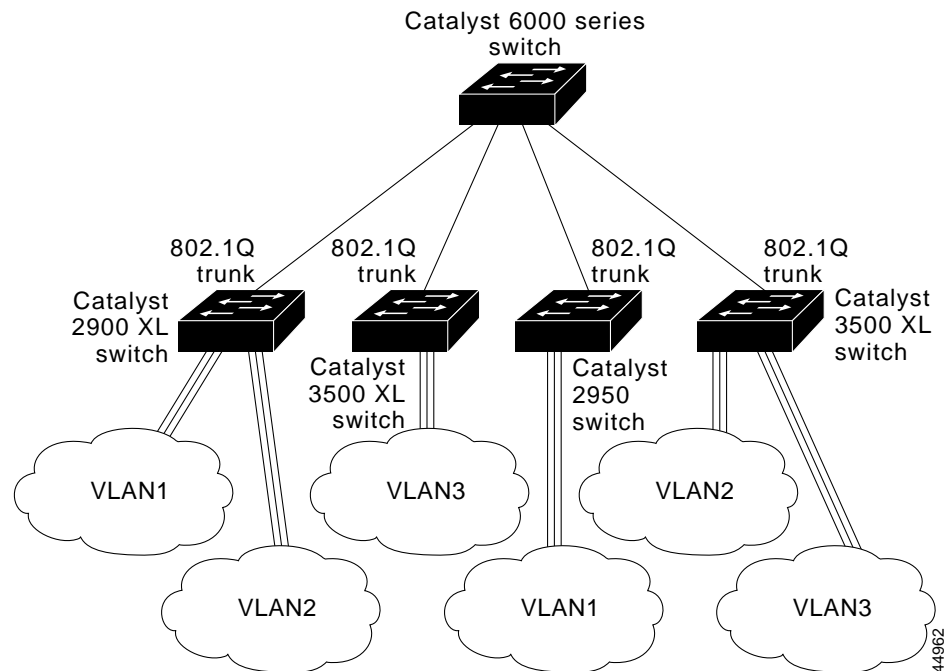 Catalyst 6000 series
switch
802.1Q
trunk
802.1Q
trunk
802.1Q
trunk
802.1Q
trunk
Catalyst
2900 XL
switch
Catalyst
3500 XL
switch
Catalyst
2950
switch
Catalyst
3500 XL
switch
VLAN1
VLAN3
VLAN2
VLAN2
VLAN1
VLAN3
44962